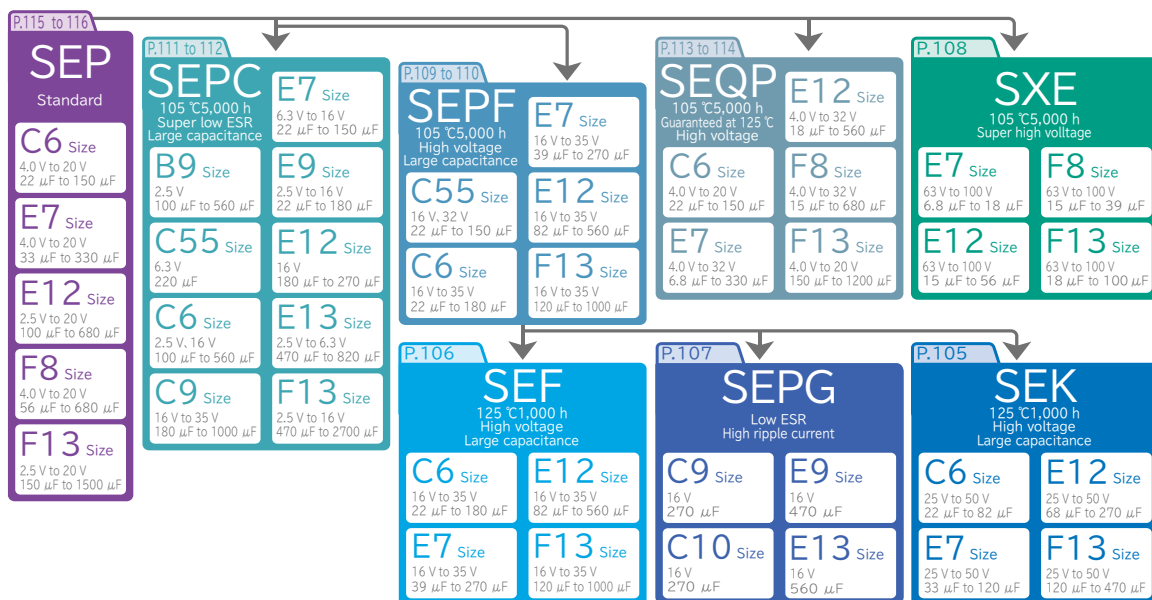 P.115 to 116
SEP
Standard
C6 Size
4.0 V to 20 V
22 µF to 150 µF
E7 Size
4.0 V to 20 V
33 µF to 330 µF
E12 Size
2.5 V to 20 V
100 µF to 680 µF
F8 Size
4.0 V to 20 V
56 µF to 680 µF
F13 Size
2.5 V to 20 V
150 µF to 1500 µF
P.111 to 112
SEPC
105 ℃5,000 h
Super low ESR
Large capacitance
E7 Size
6.3 V to 16 V
22 µF to 150 µF
B9 Size
2.5 V
100 µF to 560 µF
E9 Size
2.5 V to 16 V
22 µF to 180 µF
C55 Size
6.3 V
220 µF
E12 Size
16 V
180 µF to 270 µF
C6 Size
2.5 V、16 V
100 µF to 560 µF
E13 Size
2.5 V to 6.3 V
470 µF to 820 µF
C9 Size
16 V to 35 V
180 µF to 1000 µF
F13 Size
2.5 V to 16 V
470 µF to 2700 µF
P.109 to 110
SEPF
105 ℃5,000 h
High voltage
Large capacitance
E7 Size
16 V to 35 V
39 µF to 270 µF
C55 Size
16 V、32 V
22 µF to 150 µF
E12 Size
16 V to 35 V
82 µF to 560 µF
C6 Size
16 V to 35 V
22 µF to 180 µF
F13 Size
16 V to 35 V
120 µF to 1000 µF
P.113 to 114
SEQP
105 ℃5,000 h
Guaranteed at 125 ℃
High voltage
E12 Size
4.0 V to 32 V
18 µF to 560 µF
C6 Size
4.0 V to 20 V
22 µF to 150 µF
F8 Size
4.0 V to 32 V
15 µF to 680 µF
E7 Size
4.0 V to 32 V
6.8 µF to 330 µF
F13 Size
4.0 V to 20 V
150 µF to 1200 µF
P.108
SXE
105 ℃5,000 h
Super high voltage
E7 Size
63 V to 100 V
6.8 µF to 18 µF
F8 Size
63 V to 100 V
15 µF to 39 µF
E12 Size
63 V to 100 V
15 µF to 56 µF
F13 Size
63 V to 100 V
18 µF to 100 µF
P.106
SEF
125 ℃1,000 h
High voltage
Large capacitance
C6 Size
16 V to 35 V
22 µF to 180 µF
E12 Size
16 V to 35 V
82 µF to 560 µF
E7 Size
16 V to 35 V
39 µF to 270 µF
F13 Size
16 V to 35 V
120 µF to 1000 µF
P.107
SEPG
Low ESR
High ripple current
C9 Size
16 V
270 µF
E9 Size
16 V
470 µF
C10 Size
16 V
270 µF
E13 Size
16 V
560 µF
P.105
SEK
125 ℃1,000 h
High voltage
Large capacitance
C6 Size
25 V to 50 V
22 µF to 82 µF
E12 Size
25 V to 50 V
68 µF to 270 µF
E7 Size
25 V to 50 V
33 µF to 120 µF
F13 Size
25 V to 50 V
120 µF to 470 µF